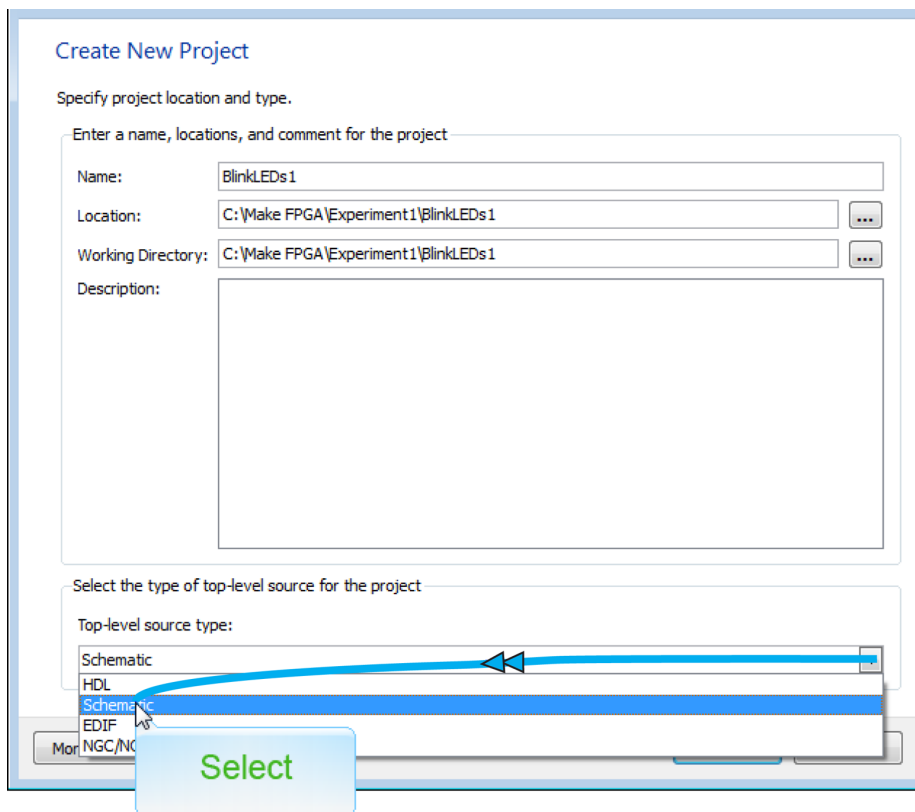 Create New Project
Specify project location and type.
Enter a name, locations, and comment for the project
Name: BlinkLEDs1
Location: C:\Make FPGA\Experiment1\BlinkLEDs1 ...
Working Directory: C:\Make FPGA\Experiment1\BlinkLEDs1 ...
Description:
Select the type of top-level source for the project
Top-level source type:
Schematic
HDL
Schematic
EDIF
Select